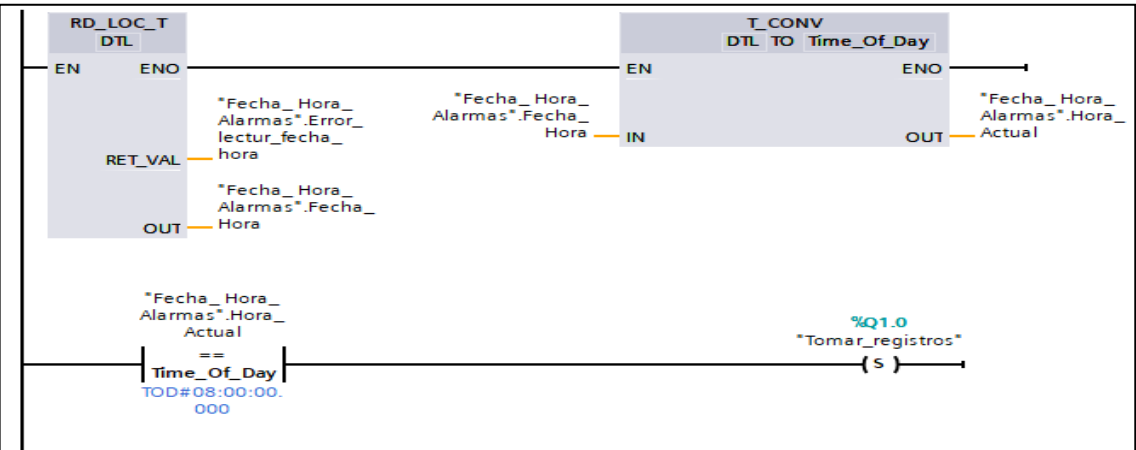 RD_LOC_T
DTL
EN ENO
"Fecha_ Hora_
Alarmas".Error_
lectur_fecha_
hora
RET_VAL
"Fecha_ Hora_
Alarmas".Fecha_
Hora
OUT
T_CONV
DTL TO Time_Of_Day
EN ENO
"Fecha_ Hora_
Alarmas".Fecha_
Hora
IN OUT
"Fecha_ Hora_
Alarmas".Hora_
Actual
"Fecha_ Hora_
Alarmas".Hora_
Actual
==
Time_Of_Day
TOD#08:00:00.
000
%Q1.0
"Tomar_registros"
( S )